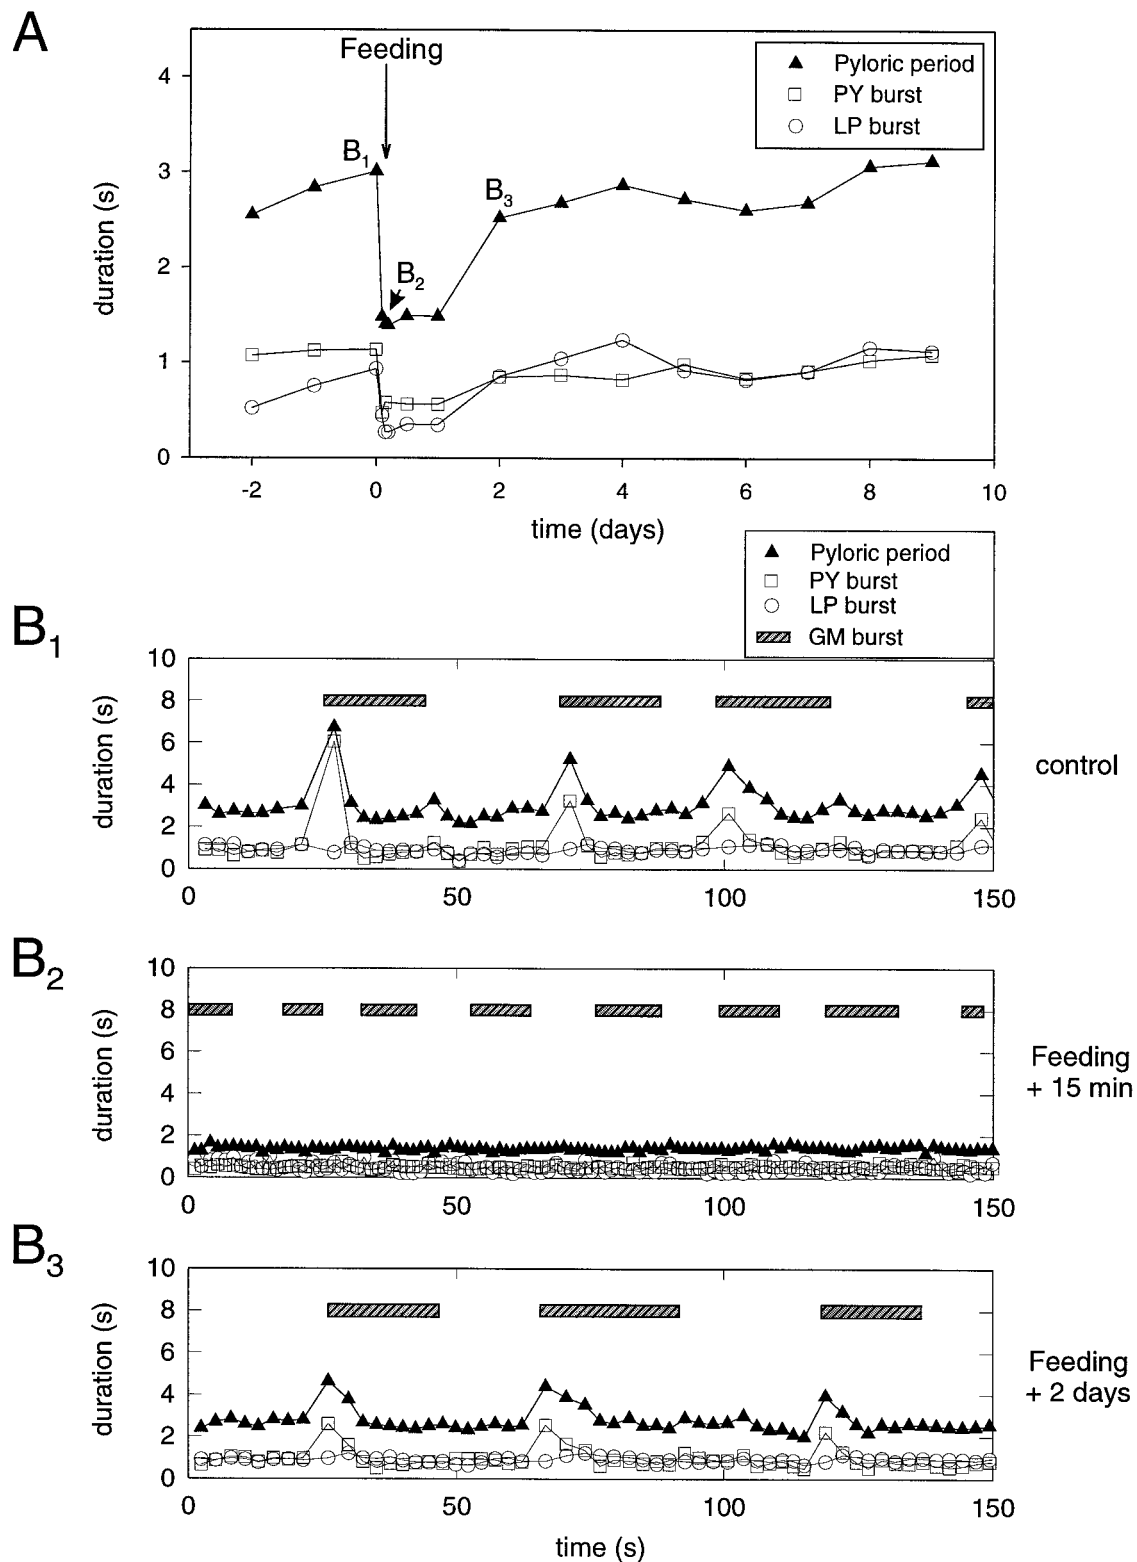 A
Feeding
Pyloric period
PY burst
LP burst
B1
B3
B2
duration (s)
4
3
2
1
0
-2 0 2 4 6 8 10
time (days)
Pyloric period
PY burst
LP burst
GM burst
B1
duration (s)
10
8
6
4
2
0
0 50 100 150
control
B2
duration (s)
10
8
6
4
2
0
0 50 100 150
Feeding
+ 15 min
B3
duration (s)
10
8
6
4
2
0
0 50 100 150
Feeding
+ 2 days
time (s)